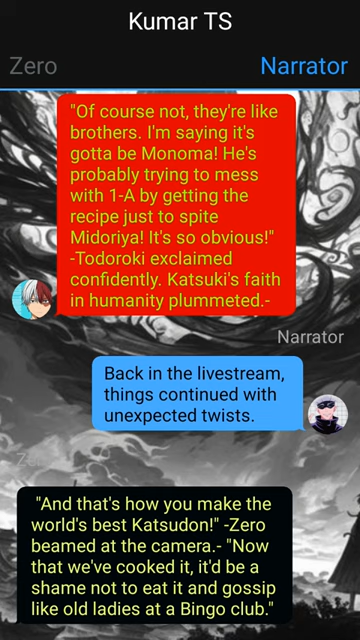 Kumar TS
Zero
Narrator
"Of course not, they're like
brothers. I'm saying it's
gotta be Monoma! He's
probably trying to mess
with 1-A by getting the
recipe just to spite
Midoriya! It's so obvious!"
-Todoroki exclaimed
confidently. Katsuki's faith
in humanity plummeted.-
Narrator
Back in the livestream,
things continued with
unexpected twists.
Zero
"And that's how you make the
world's best Katsudon!" -Zero
beamed at the camera.- "Now
that we've cooked it, it'd be a
shame not to eat it and gossip
like old ladies at a Bingo club."